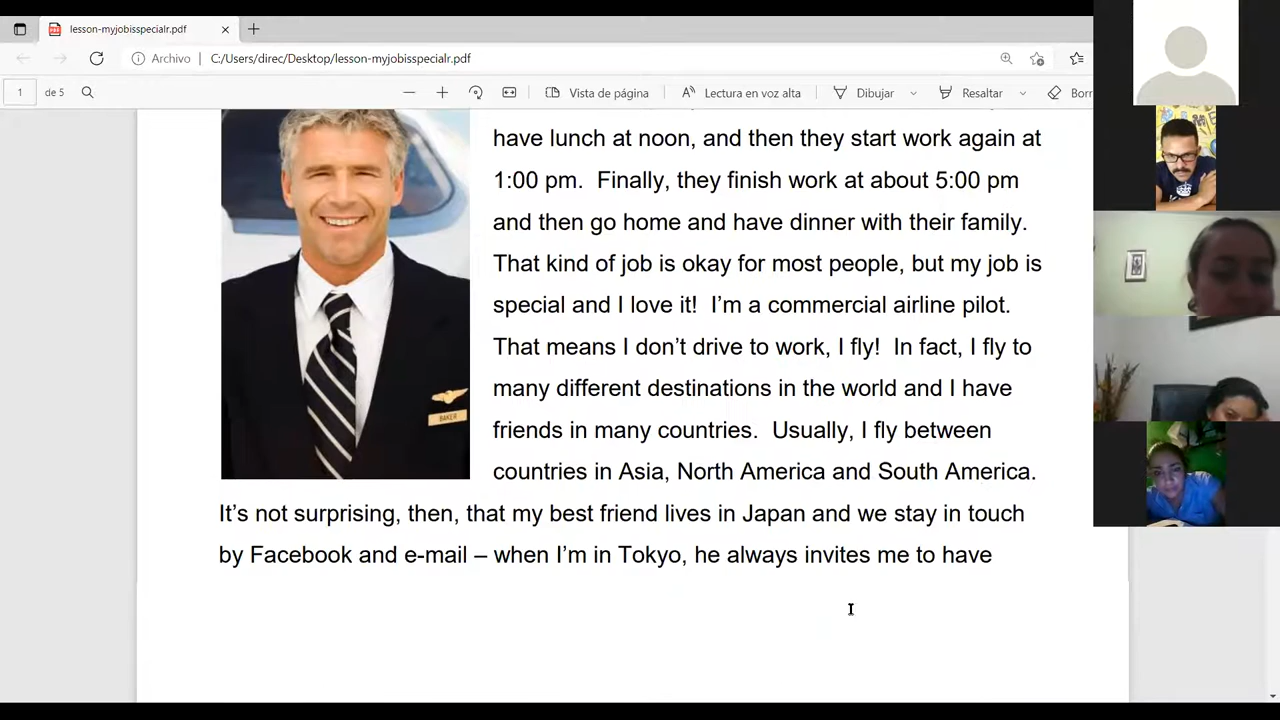 lesson-myjobisspecialr.pdf
Archivo
C:/Users/direc/Desktop/lesson-myjobisspecialr.pdf
1
de 5
Vista de página
Lectura en voz alta
Dibujar
Resaltar
Borr
have lunch at noon, and then they start work again at
1:00 pm. Finally, they finish work at about 5:00 pm
and then go home and have dinner with their family.
That kind of job is okay for most people, but my job is
special and I love it! I'm a commercial airline pilot.
That means I don't drive to work, I fly! In fact, I fly to
many different destinations in the world and I have
friends in many countries. Usually, I fly between
countries in Asia, North America and South America.
It's not surprising, then, that my best friend lives in Japan and we stay in touch
by Facebook and e-mail – when I'm in Tokyo, he always invites me to have
BAKER